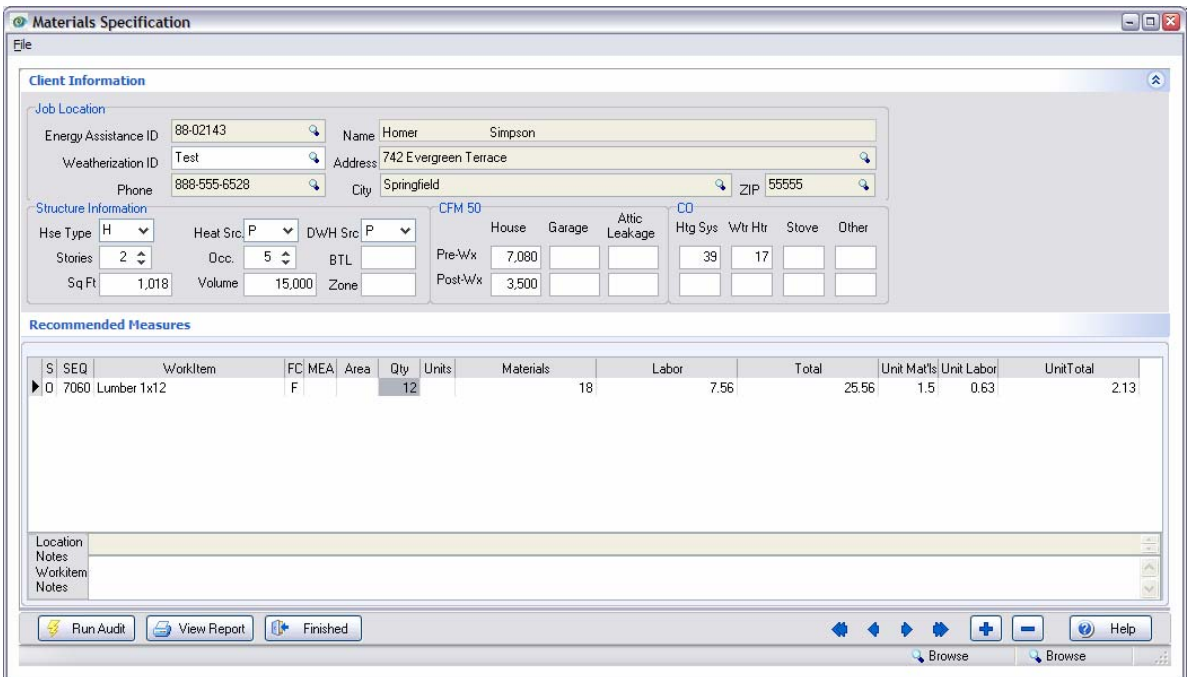 Materials Specification
File
Client Information
Job Location
Energy Assistance ID 88-02143 Name Homer Simpson
Weatherization ID Test Address 742 Evergreen Terrace
Phone 888-555-6528 City Springfield ZIP 55555
Structure Information CFM 50 CO
House Garage Attic Leakage Htg Sys Wtr Htr Stove Other
Hse Type H Heat Src. P DWH Src P
Stories 2 Occ. 5 BTL Pre-Wx 7,080 39 17
Sq Ft 1,018 Volume 15,000 Zone Post-Wx 3,500
Recommended Measures
S SEQ WorkItem FC MEA Area Qty Units Materials Labor Total Unit Mat'ls Unit Labor UnitTotal
O 7060 Lumber 1x12 F 12 18 7.56 25.56 1.5 0.63 2.13
Location
Notes
Workitem
Notes
Run Audit View Report Finished Help
Browse Browse